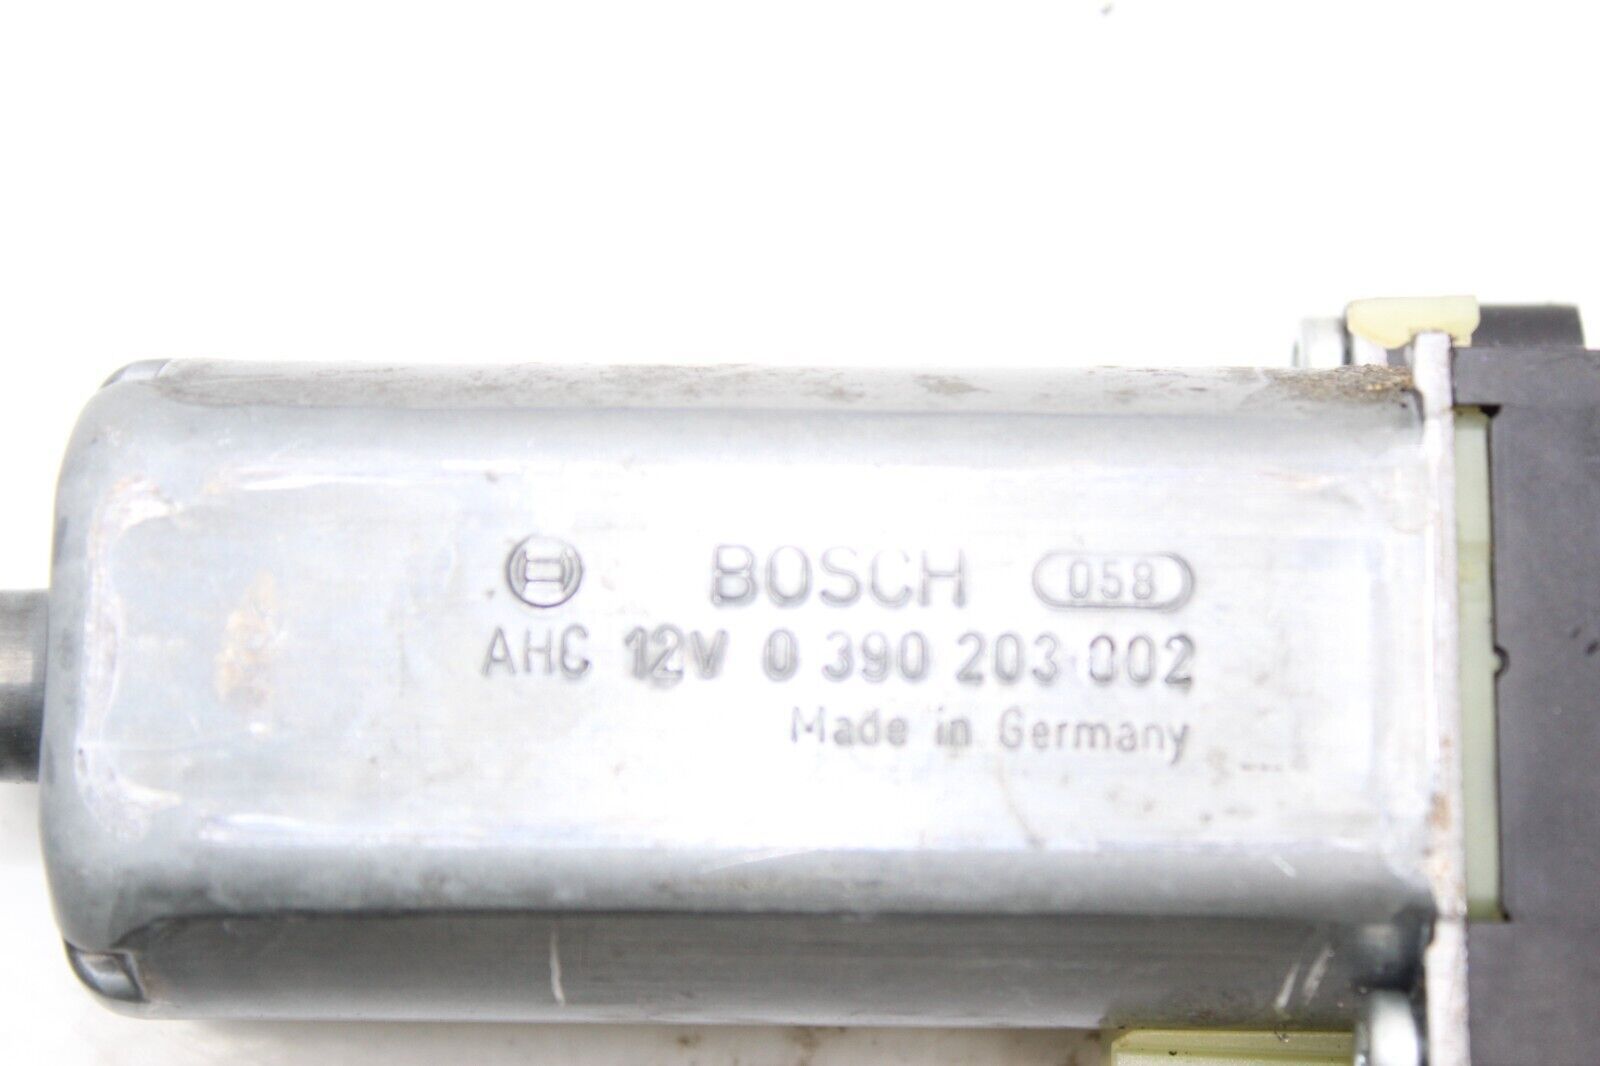 BOSCH 058
AHC 12V 0 390 203 002
Made in Germany